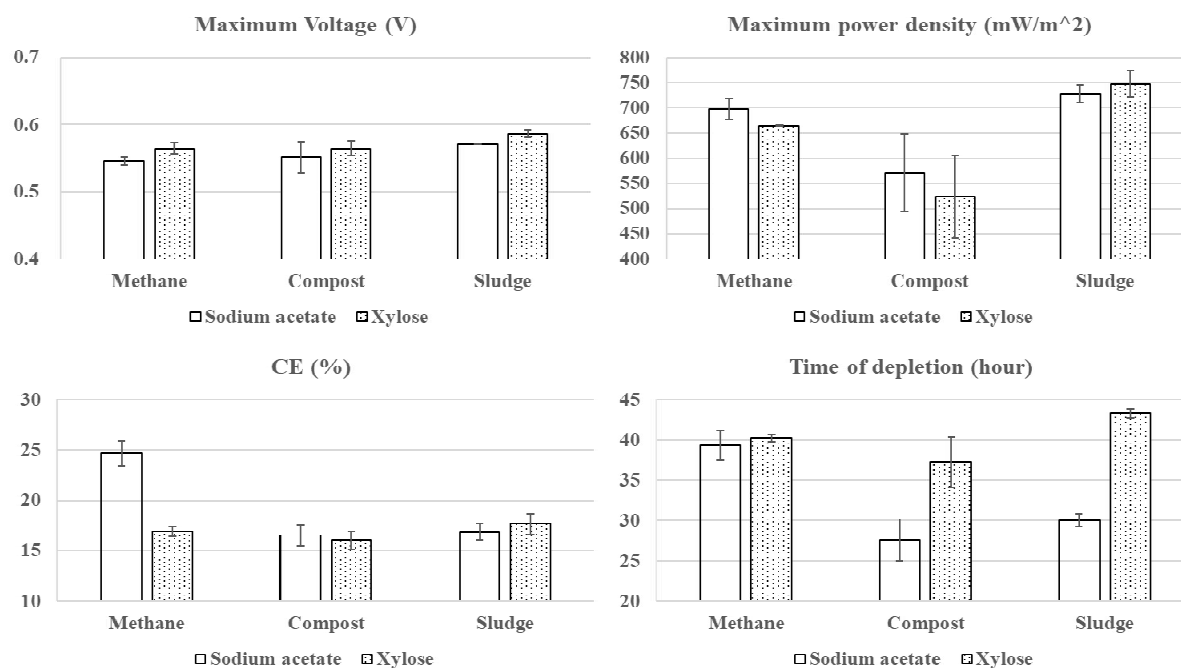 Maximum Voltage (V)
0.7
0.6
0.5
0.4
Methane Compost Sludge
Sodium acetate Xylose
Maximum power density (mW/m^2)
800
750
700
650
600
550
500
450
400
Methane Compost Sludge
Sodium acetate Xylose
CE (%)
30
25
20
15
10
Methane Compost Sludge
Sodium acetate Xylose
Time of depletion (hour)
45
40
35
30
25
20
Methane Compost Sludge
Sodium acetate Xylose